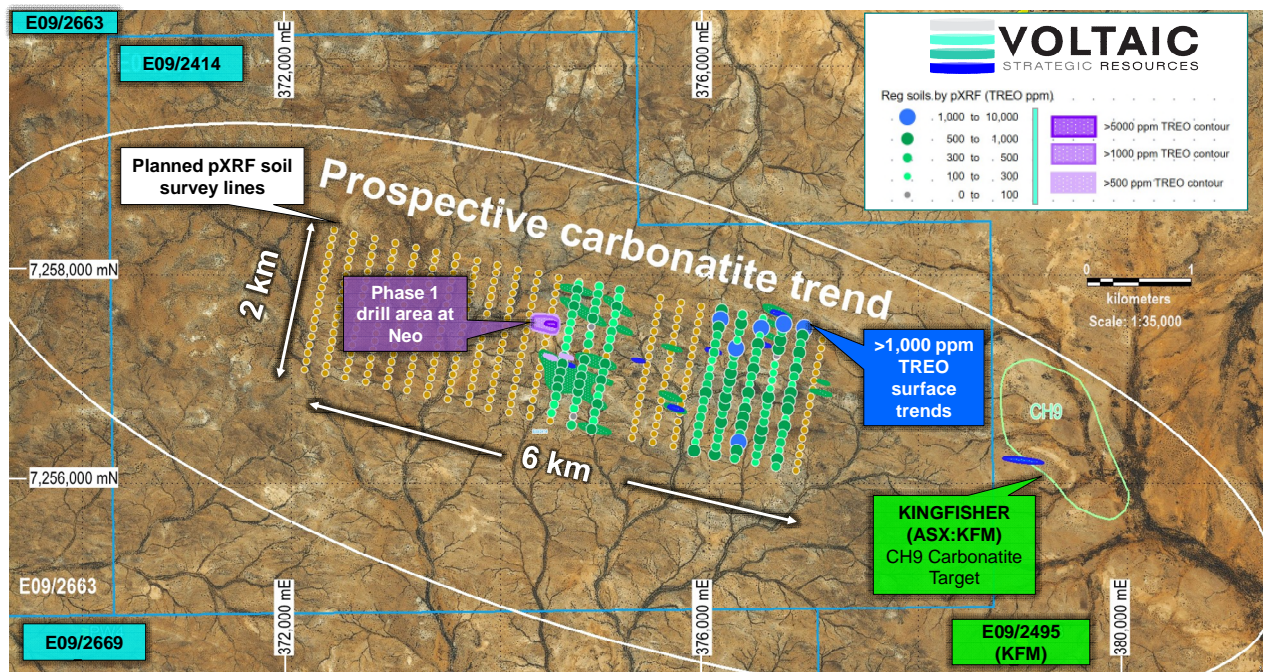 E09/2663
E09/2414
372,000 mE
376,000 mE
VOLTAIC
STRATEGIC RESOURCES
Reg soils by pXRF (TREO ppm)
1,000 to 10,000
500 to 1,000
300 to 500
100 to 300
0 to 100
>5000 ppm TREO contour
>1000 ppm TREO contour
>500 ppm TREO contour
Planned pXRF soil
survey lines
Prospective carbonatite trend
7,258,000 mN
2 km
Phase 1
drill area at
Neo
0 1
kilometers
Scale: 1:35,000
>1,000 ppm
TREO
surface
trends
CH9
6 km
7,256,000 mN
KINGFISHER
(ASX:KFM)
CH9 Carbonatite
Target
E09/2663
372,000 mE
376,000 mE
380,000 mE
E09/2669
E09/2495
(KFM)